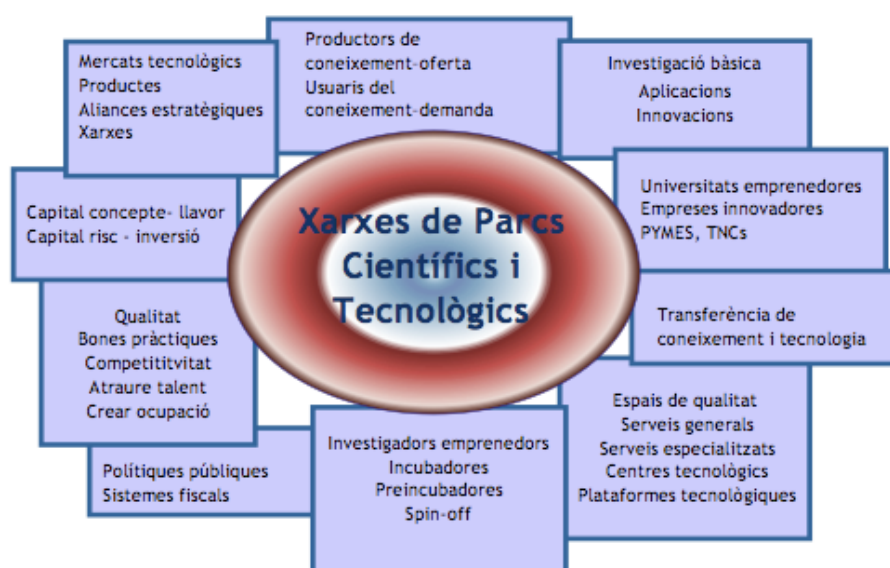 Mercats tecnològics
Productes
Aliances estratègiques
Xarxes
Productors de
coneixement-oferta
Usuaris del
coneixement-demanda
Investigació bàsica
Aplicacions
Innovacions
Capital concepte- llavor
Capital risc - inversió
Xarxes de Parcs
Científics i
Tecnològics
Universitats emprenedores
Empreses innovadores
PYMES, TNCs
Qualitat
Bones pràctiques
Competititvitat
Atraure talent
Crear ocupació
Transferència de
coneixement i tecnologia
Polítiques públiques
Sistemes fiscals
Investigadors emprenedors
Incubadores
Preincubadores
Spin-off
Espais de qualitat
Serveis generals
Serveis especialitzats
Centres tecnològics
Plataformes tecnològiques